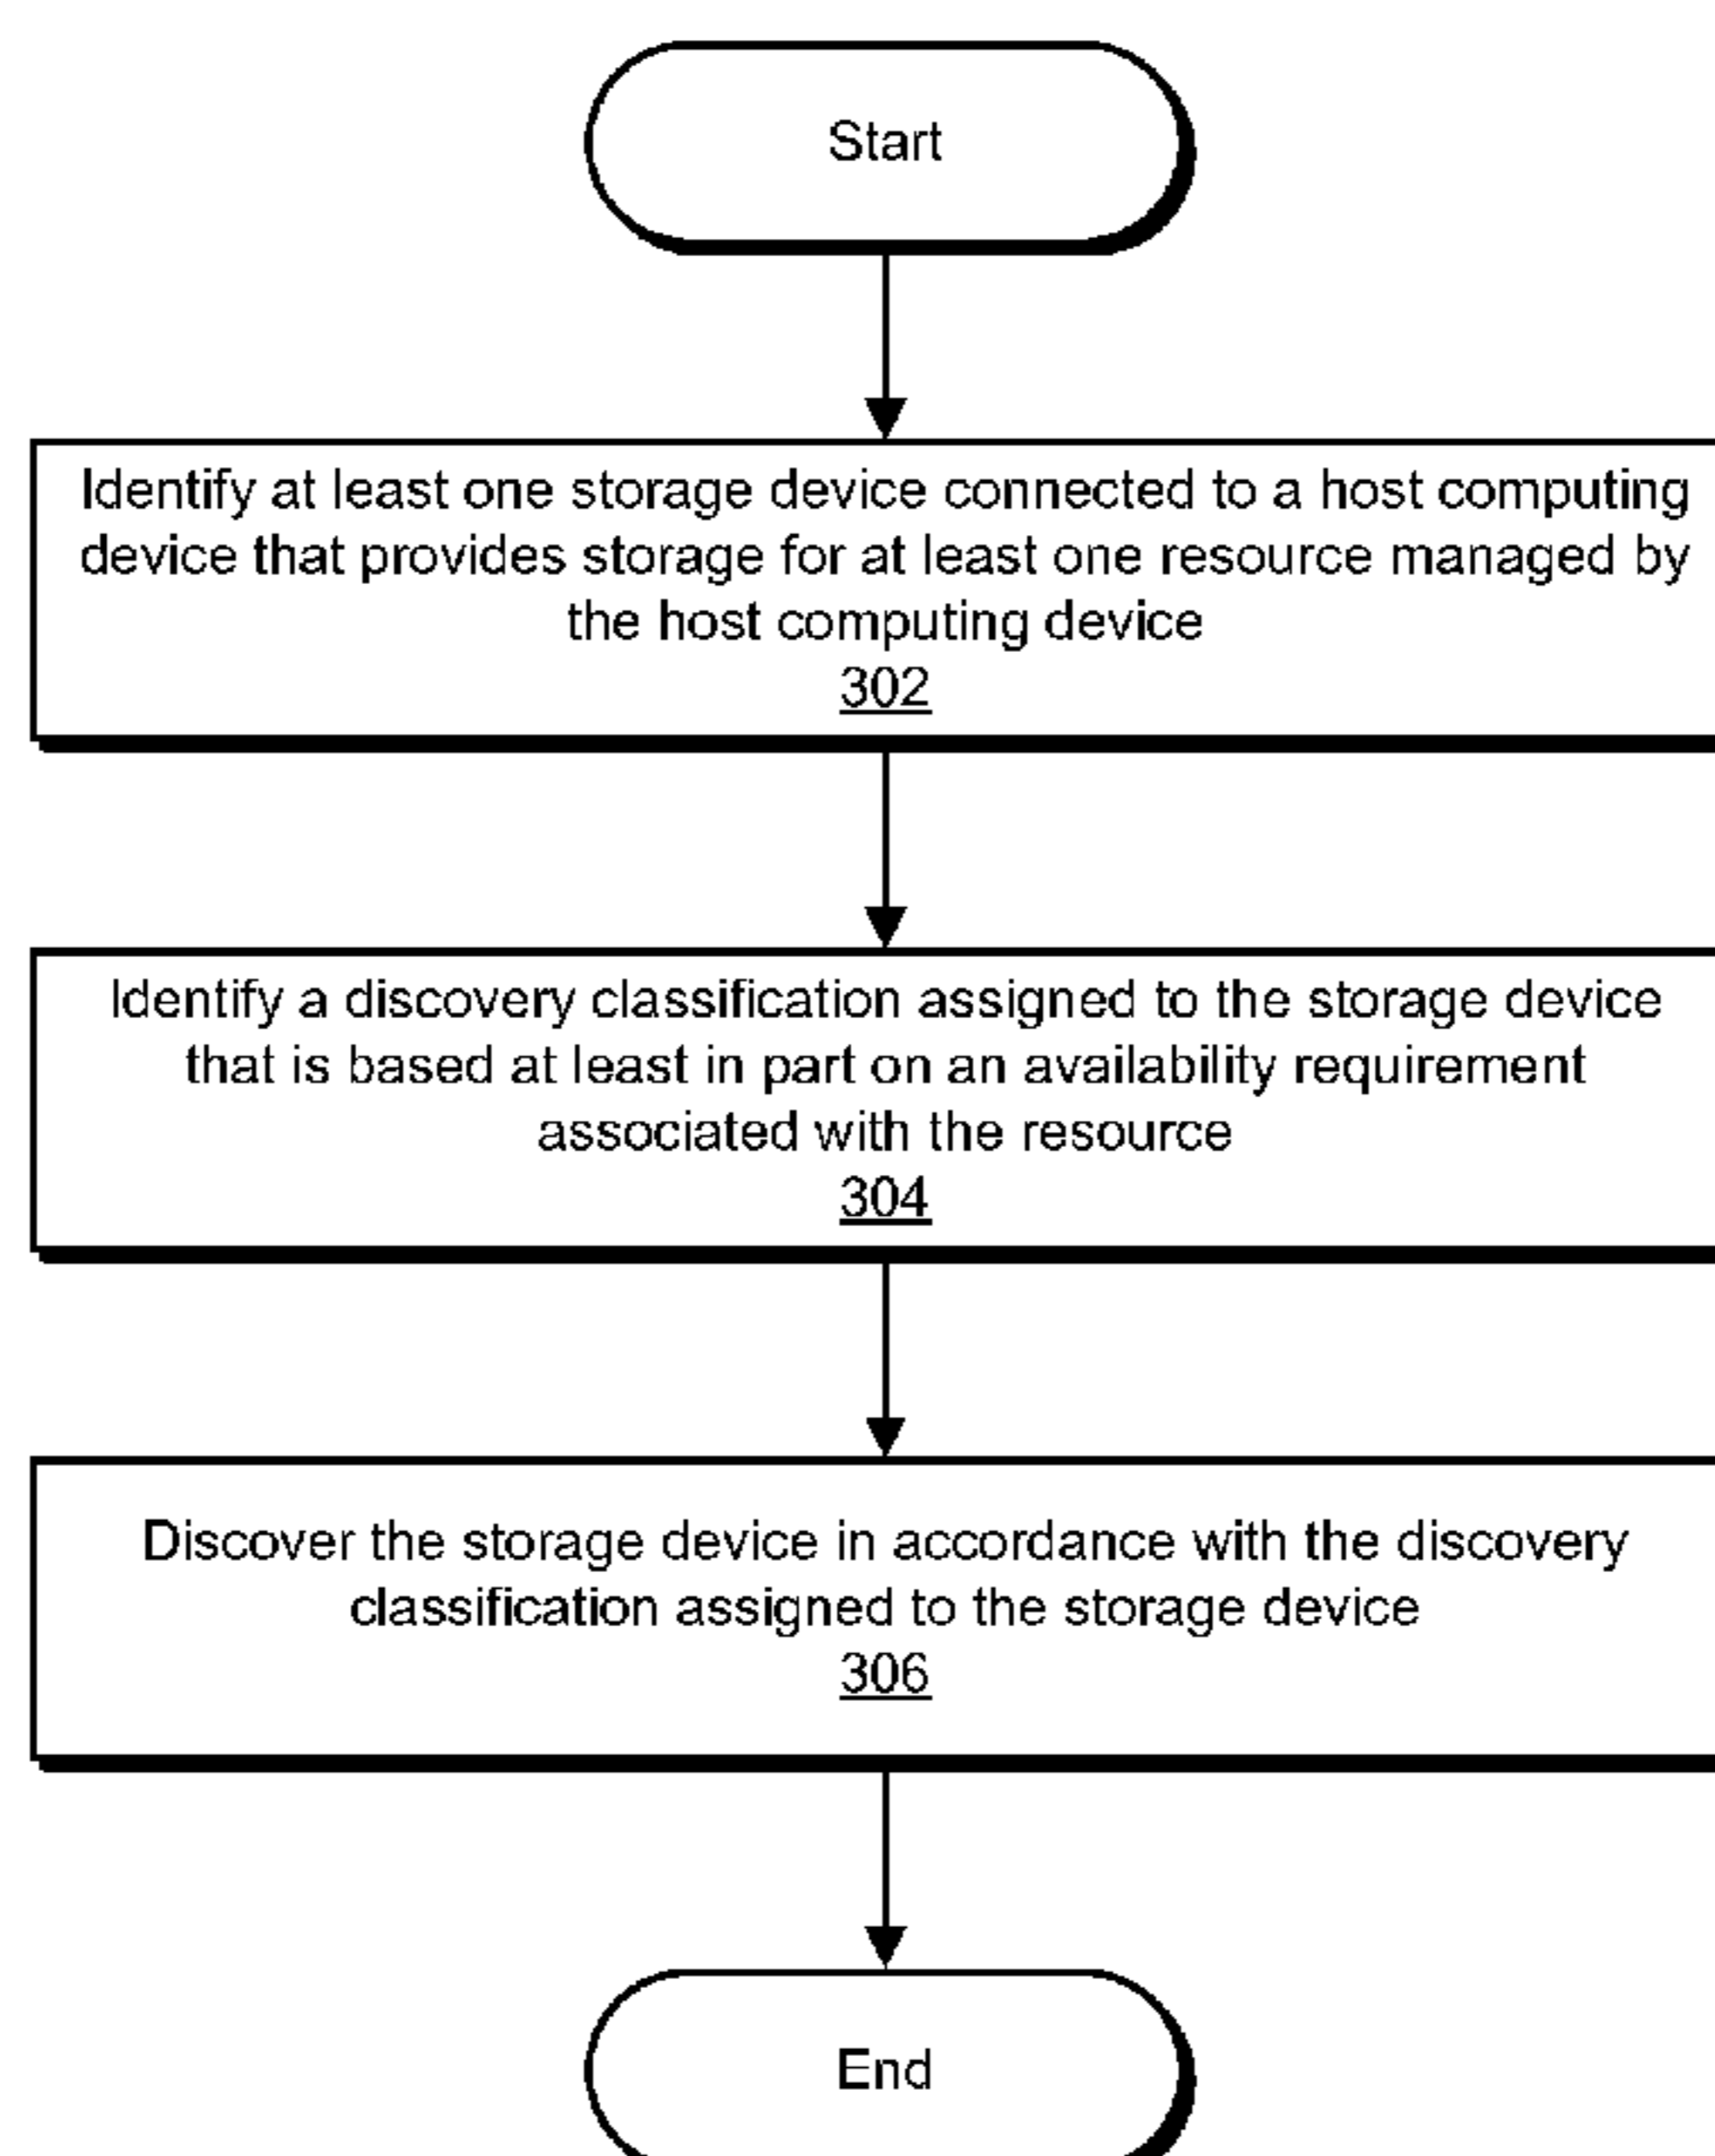 Start
Identify at least one storage device connected to a host computing
device that provides storage for at least one resource managed by
the host computing device
302
Identify a discovery classification assigned to the storage device
that is based at least in part on an availability requirement
associated with the resource
304
Discover the storage device in accordance with the discovery
classification assigned to the storage device
306
End